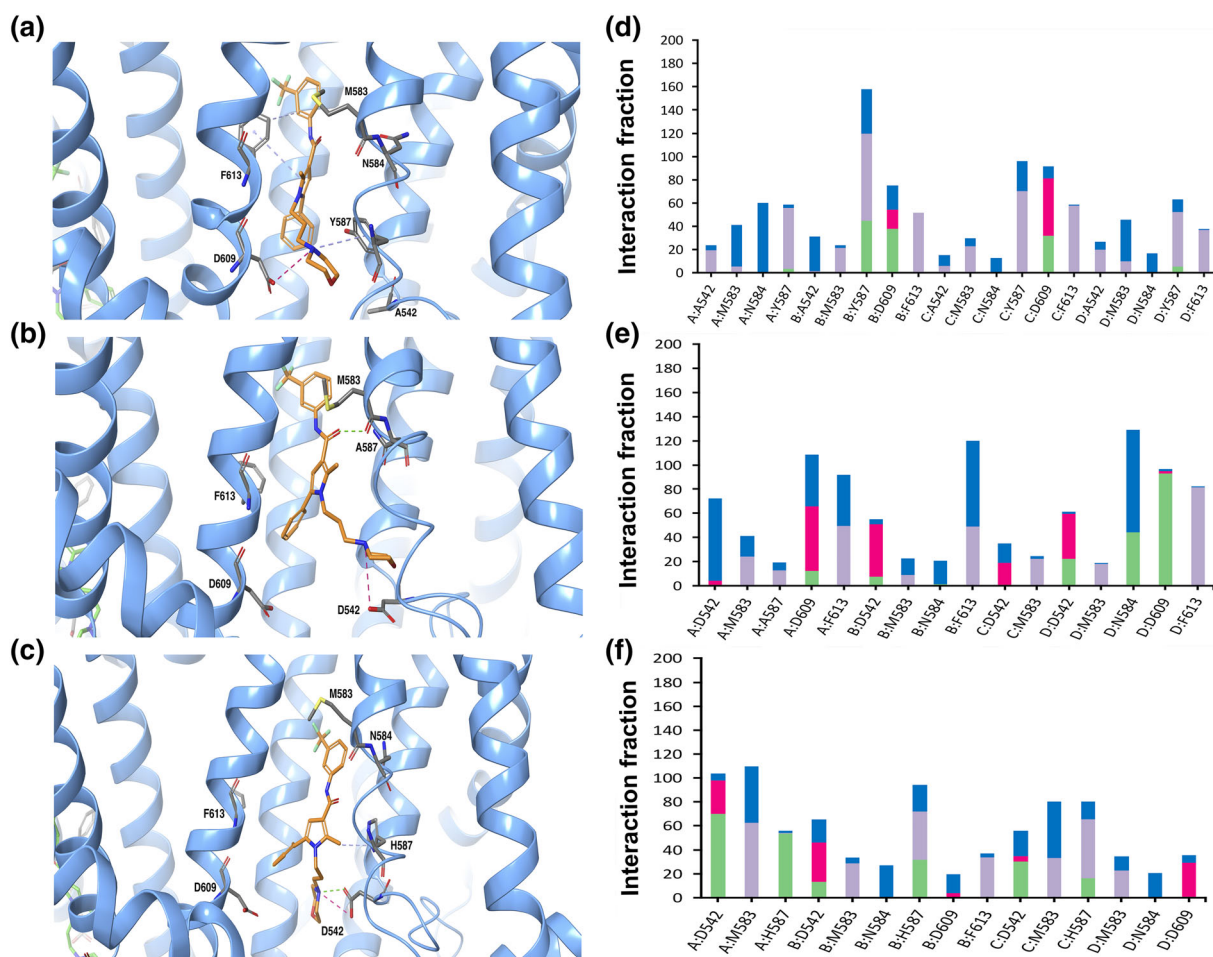 (a)
M583
N584
F613
Y587
D609
A542
(b)
M583
A587
F613
D609
D542
(c)
M583
N584
F613
H587
D609
D542
(d)
Interaction fraction
200
180
160
140
120
100
80
60
40
20
0
A:A542
A:M583
A:N584
A:Y587
B:A542
B:M583
B:Y587
B:D609
B:F613
C:A542
C:M583
C:N584
C:Y587
C:D609
C:F613
D:A542
D:M583
D:N584
D:Y587
D:F613
(e)
Interaction fraction
200
180
160
140
120
100
80
60
40
20
0
A:D542
A:M583
A:A587
A:D609
A:F613
B:D542
B:M583
B:N584
B:F613
C:D542
C:M583
D:D542
D:M583
D:N584
D:D609
D:F613
(f)
Interaction fraction
200
180
160
140
120
100
80
60
40
20
0
A:D542
A:M583
A:H587
B:D542
B:M583
B:N584
B:H587
B:D609
B:F613
C:D542
C:M583
C:H587
D:M583
D:N584
D:D609